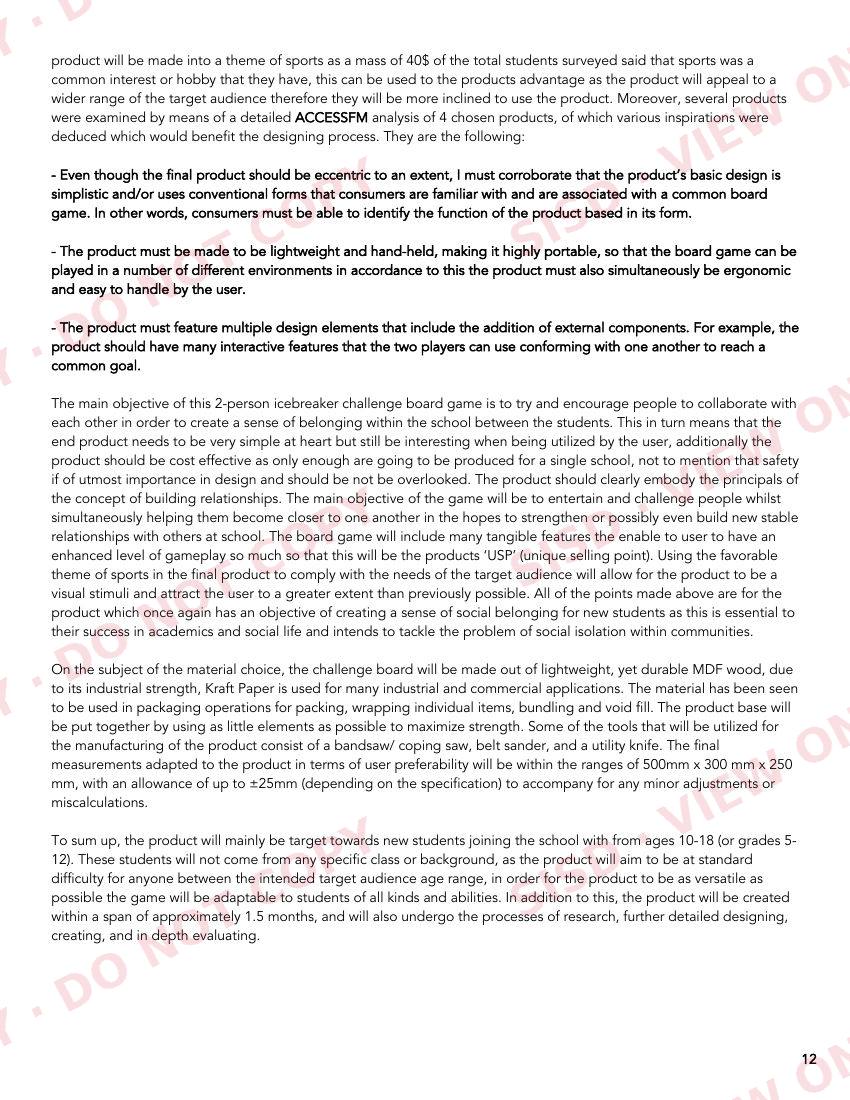 product will be made into a theme of sports as a mass of 40$ of the total students surveyed said that sports was a
common interest or hobby that they have, this can be used to the products advantage as the product will appeal to a
wider range of the target audience therefore they will be more inclined to use the product. Moreover, several products
were examined by means of a detailed ACCESSFM analysis of 4 chosen products, of which various inspirations were
deduced which would benefit the designing process. They are the following:
- Even though the final product should be eccentric to an extent, I must corroborate that the product's basic design is
simplistic and/or uses conventional forms that consumers are familiar with and are associated with a common board
game. In other words, consumers must be able to identify the function of the product based in its form.
- The product must be made to be lightweight and hand-held, making it highly portable, so that the board game can be
played in a number of different environments in accordance to this the product must also simultaneously be ergonomic
and easy to handle by the user.
- The product must feature multiple design elements that include the addition of external components. For example, the
product should have many interactive features that the two players can use conforming with one another to reach a
common goal.
The main objective of this 2-person icebreaker challenge board game is to try and encourage people to collaborate with
each other in order to create a sense of belonging within the school between the students. This in turn means that the
end product needs to be very simple at heart but still be interesting when being utilized by the user, additionally the
product should be cost effective as only enough are going to be produced for a single school, not to mention that safety
if of utmost importance in design and should be not be overlooked. The product should clearly embody the principals of
the concept of building relationships. The main objective of the game will be to entertain and challenge people whilst
simultaneously helping them become closer to one another in the hopes to strengthen or possibly even build new stable
relationships with others at school. The board game will include many tangible features the enable to user to have an
enhanced level of gameplay so much so that this will be the products 'USP' (unique selling point). Using the favorable
theme of sports in the final product to comply with the needs of the target audience will allow for the product to be a
visual stimuli and attract the user to a greater extent than previously possible. All of the points made above are for the
product which once again has an objective of creating a sense of social belonging for new students as this is essential to
their success in academics and social life and intends to tackle the problem of social isolation within communities.
On the subject of the material choice, the challenge board will be made out of lightweight, yet durable MDF wood, due
to its industrial strength, Kraft Paper is used for many industrial and commercial applications. The material has been seen
to be used in packaging operations for packing, wrapping individual items, bundling and void fill. The product base will
be put together by using as little elements as possible to maximize strength. Some of the tools that will be utilized for
the manufacturing of the product consist of a bandsaw/ coping saw, belt sander, and a utility knife. The final
measurements adapted to the product in terms of user preferability will be within the ranges of 500mm x 300 mm x 250
mm, with an allowance of up to ±25mm (depending on the specification) to accompany for any minor adjustments or
miscalculations.
To sum up, the product will mainly be target towards new students joining the school with from ages 10-18 (or grades 5-
12). These students will not come from any specific class or background, as the product will aim to be at standard
difficulty for anyone between the intended target audience age range, in order for the product to be as versatile as
possible the game will be adaptable to students of all kinds and abilities. In addition to this, the product will be created
within a span of approximately 1.5 months, and will also undergo the processes of research, further detailed designing,
creating, and in depth evaluating.
12
Y · DO NOT COPY
SISD · VIEW ON
Y · DO NOT COPY
SISD · VIEW ON
Y · DO NOT COPY
SISD · VIEW ON